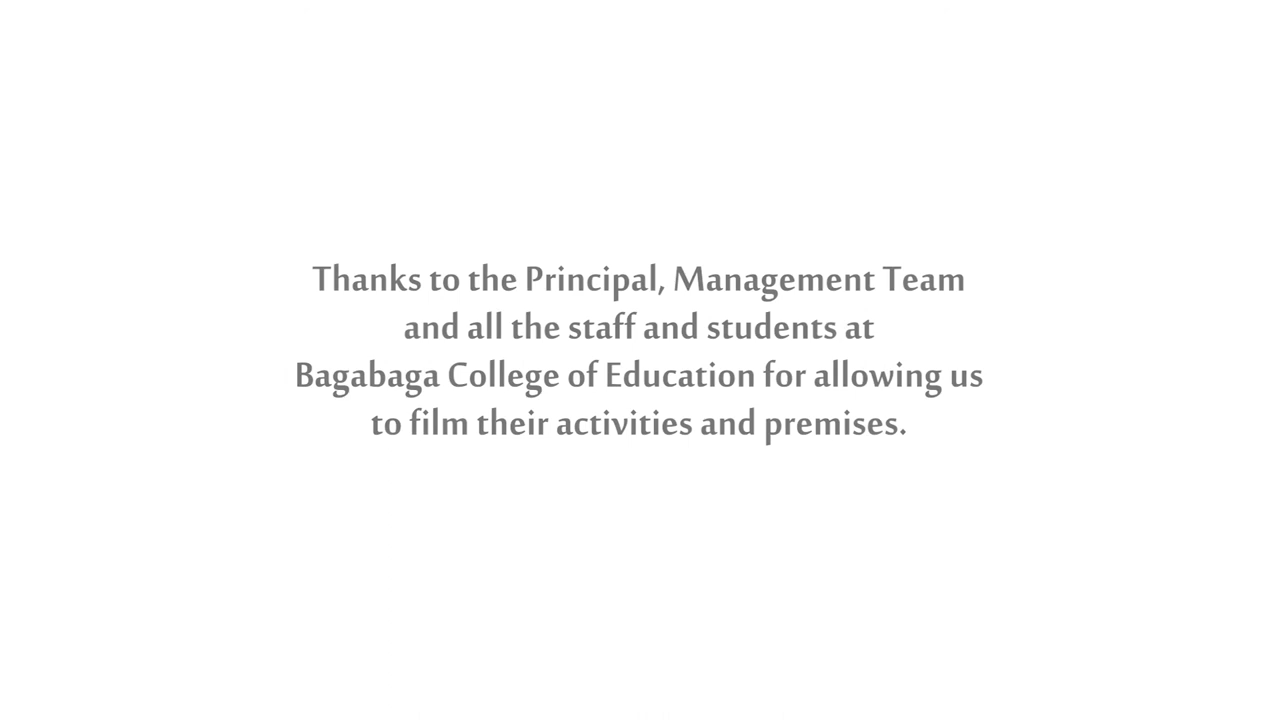 Thanks to the Principal, Management Team
and all the staff and students at
Bagabaga College of Education for allowing us
to film their activities and premises.